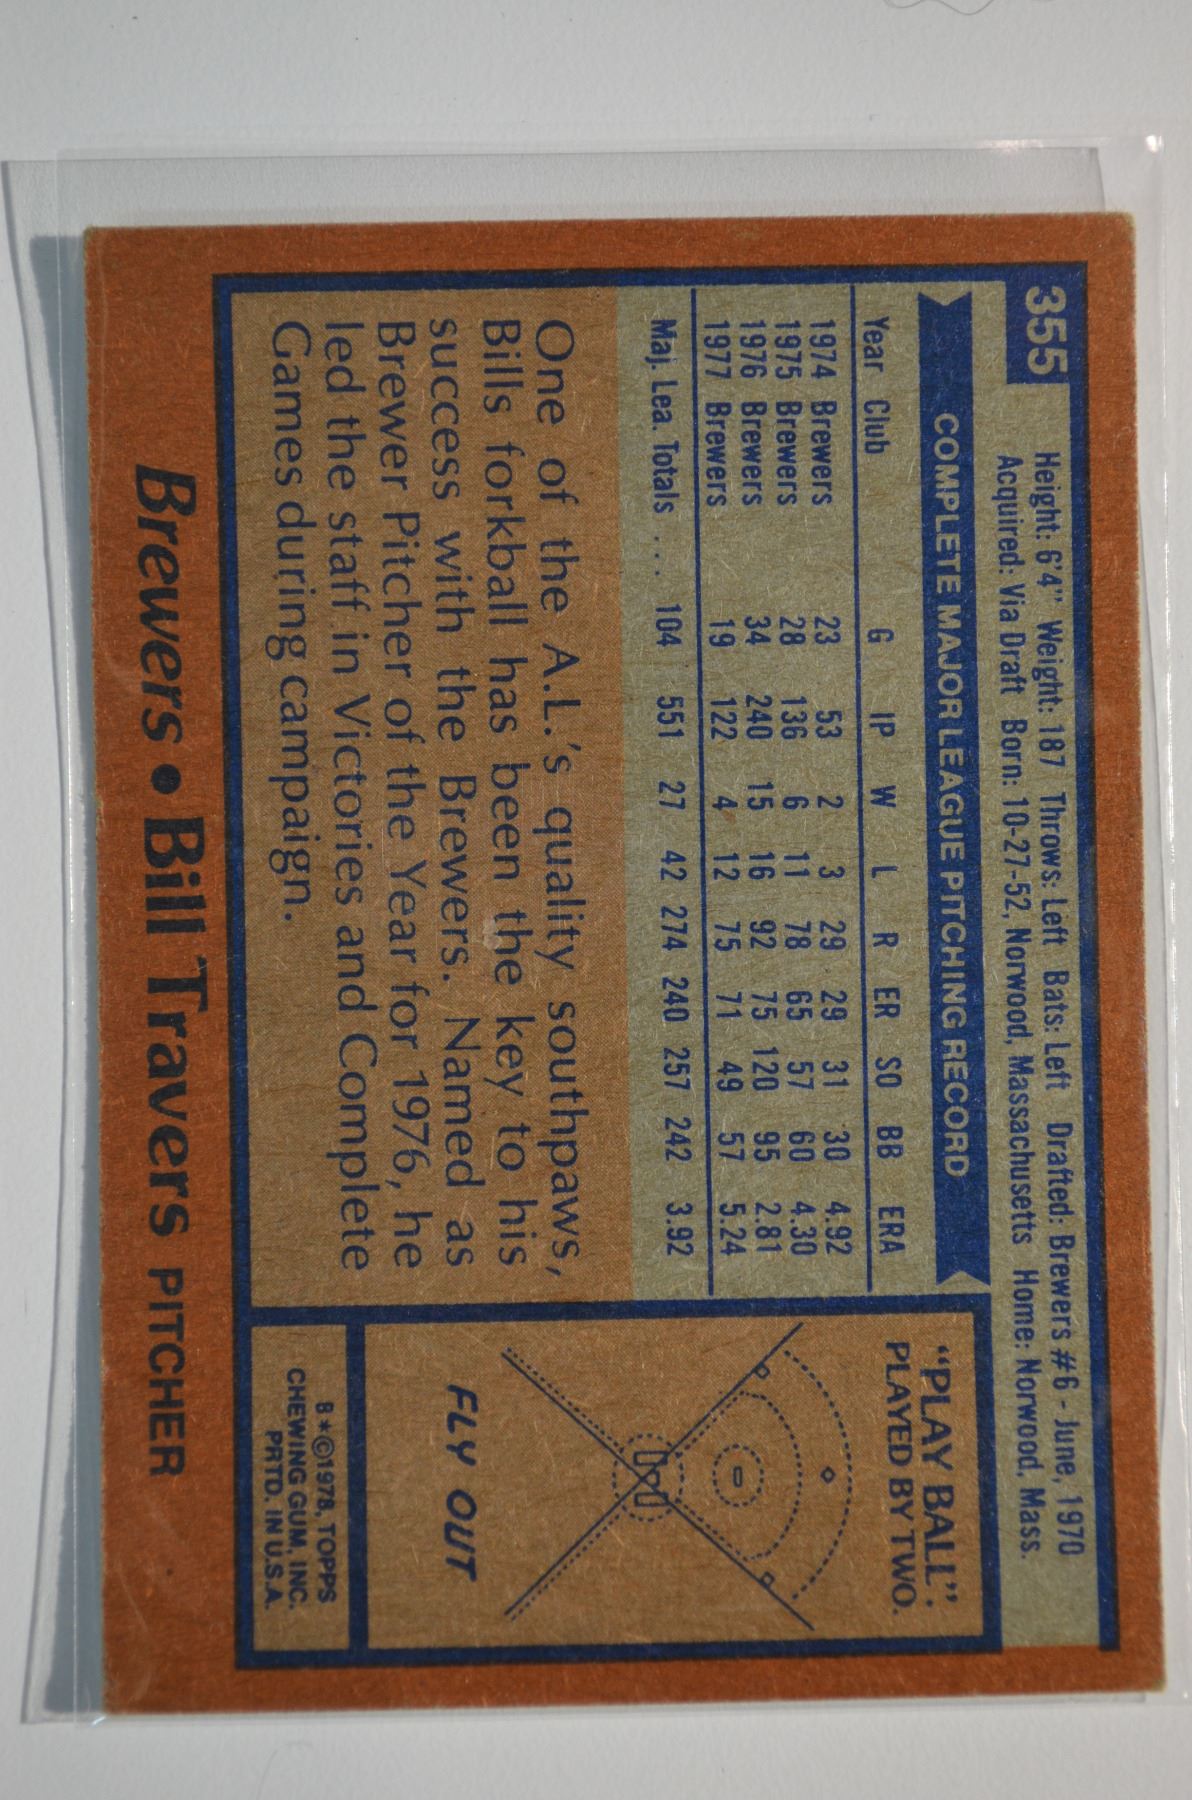 355
Height: 6'4" Weight: 187 Throws: Left Bats: Left Drafted: Brewers #6 - June, 1970
Acquired: Via Draft Born: 10-27-52, Norwood, Massachusetts Home: Norwood, Mass.
COMPLETE MAJOR LEAGUE PITCHING RECORD
Year Club G IP W L R ER SO BB ERA
1974 Brewers 23 53 2 3 29 29 31 30 4.92
1975 Brewers 28 136 6 11 78 65 57 60 4.30
1976 Brewers 34 240 15 16 92 75 120 95 2.81
1977 Brewers 19 122 4 12 75 71 49 57 5.24
Maj. Lea. Totals .... 104 551 27 42 274 240 257 242 3.92
One of the A.L.'s quality southpaws,
Bills forkball has been the key to his
success with the Brewers. Named as
Brewer Pitcher of the Year for 1976, he
led the staff in Victories and Complete
Games during campaign.
"PLAY BALL":
PLAYED BY TWO.
FLY OUT
8*©1978, TOPPS
CHEWING GUM, INC.
PRTD. IN U.S.A.
Brewers • Bill Travers PITCHER